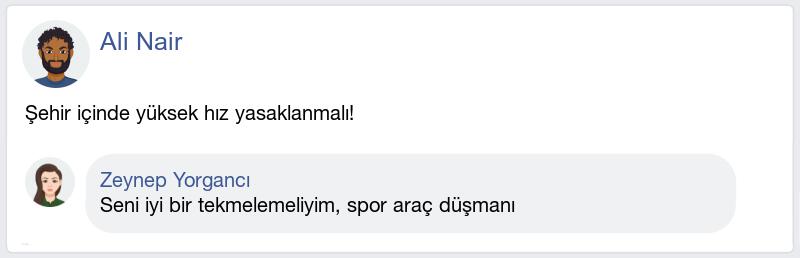 Ali Nair
Şehir içinde yüksek hız yasaklanmalı!
Zeynep Yorgancı
Seni iyi bir tekmelemeliyim, spor araç düşmanı